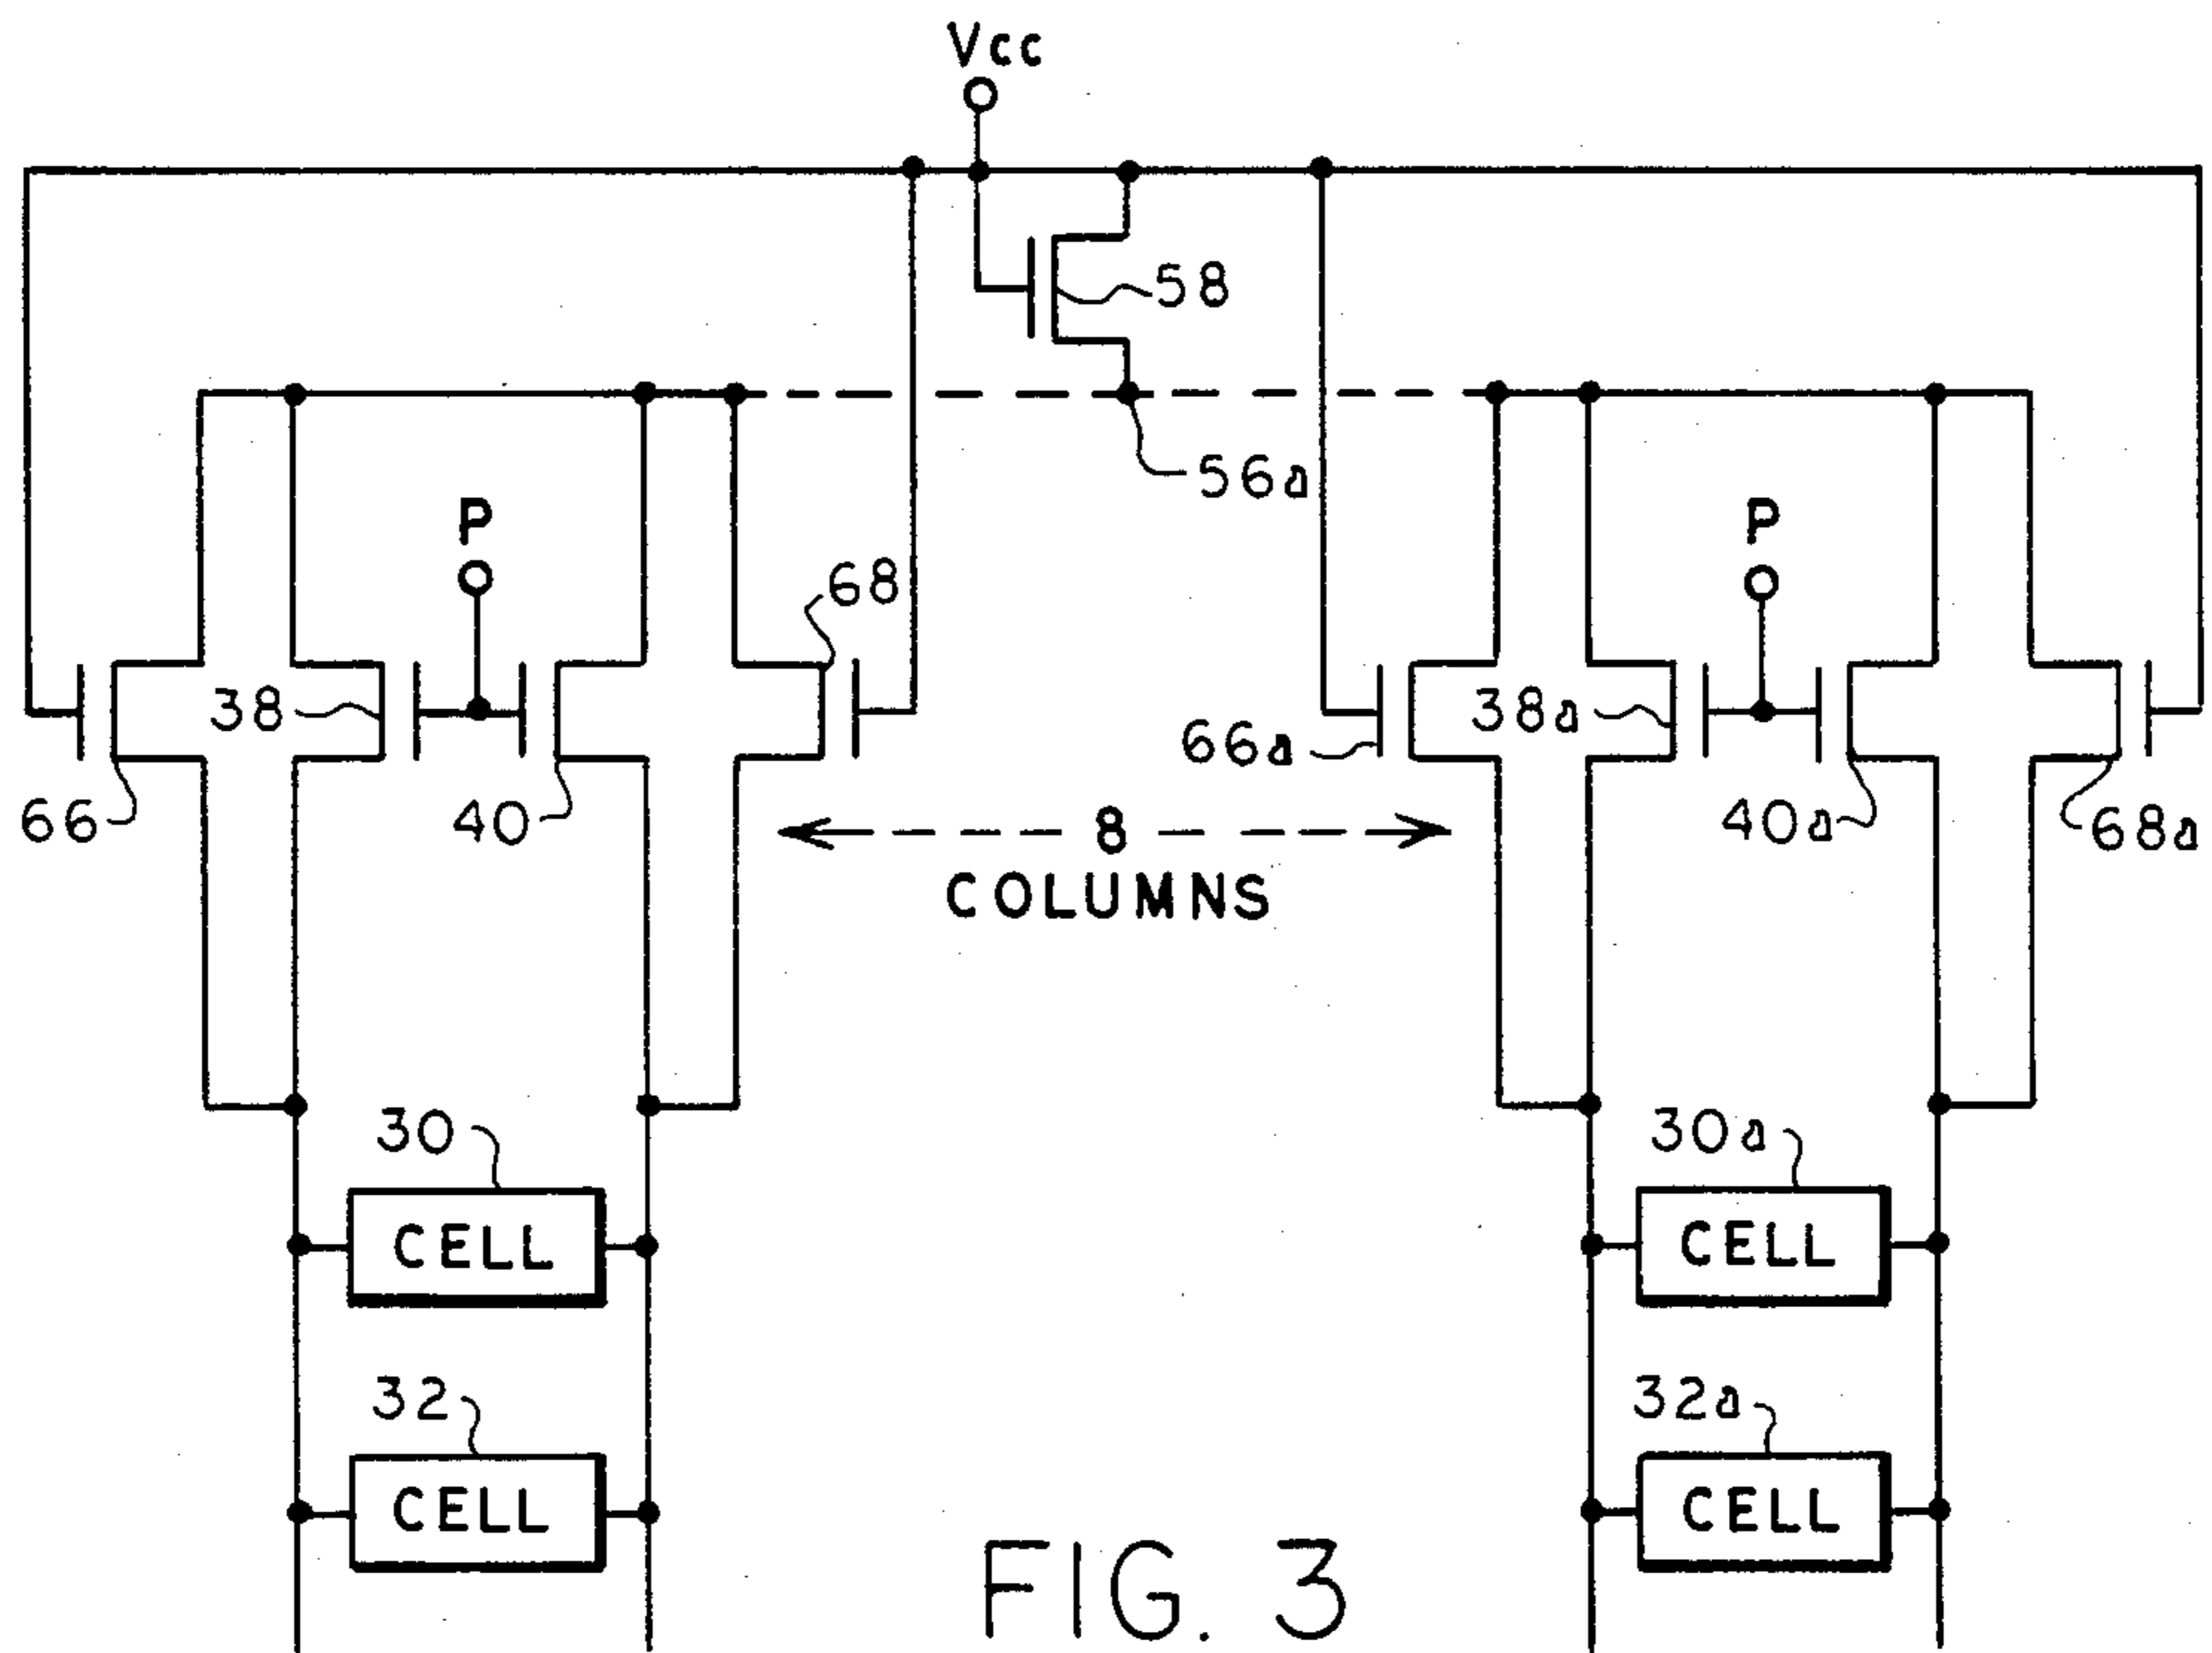 Vcc
58
56a
P
P
68
38
38a
66a
66
40
40a
68a
8
COLUMNS
30
30a
CELL
CELL
32
32a
CELL
CELL
FIG. 3